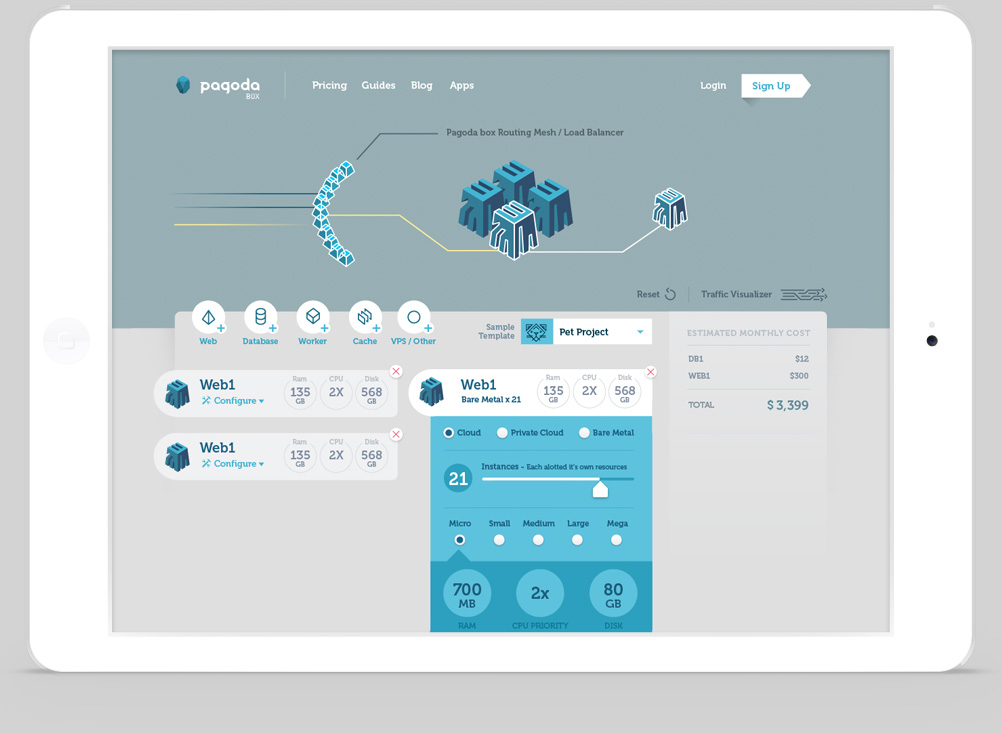 pagoda
BOX
Pricing Guides Blog Apps
Login
Sign Up
Pagoda box Routing Mesh / Load Balancer
Reset
Traffic Visualizer
Web
Database
Worker
Cache
VPS / Other
Sample
Template
Pet Project
ESTIMATED MONTHLY COST
DB1 $12
WEB1 $300
TOTAL $ 3,399
Web1
Configure
Ram
135
GB
CPU
2X
Disk
568
GB
Web1
Bare Metal x 21
Ram
135
GB
CPU
2X
Disk
568
GB
Web1
Configure
Ram
135
GB
CPU
2X
Disk
568
GB
Cloud Private Cloud Bare Metal
21
Instances – Each alotted it's own resources
Micro Small Medium Large Mega
700
MB
RAM
2x
CPU PRIORITY
80
GB
DISK